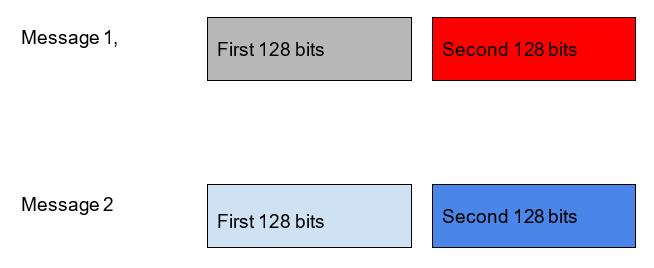 Message 1,
First 128 bits
Second 128 bits
Message 2
First 128 bits
Second 128 bits